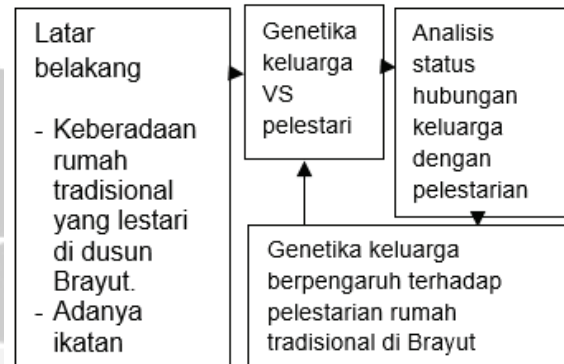 Latar
belakang
- Keberadaan
rumah
tradisional
yang lestari
di dusun
Brayut.
- Adanya
ikatan
Genetika
keluarga
VS
pelestari
Analisis
status
hubungan
keluarga
dengan
pelestarian
Genetika keluarga
berpengaruh terhadap
pelestarian rumah
tradisional di Brayut